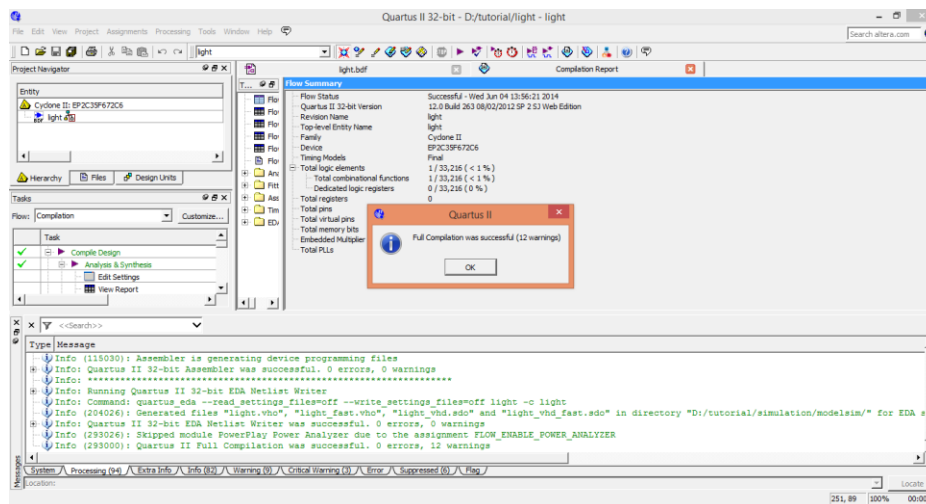 Quartus II 32-bit - D:/tutorial/light - light
File Edit View Project Assignments Processing Tools Window Help
Search altera.com
light
Project Navigator
Entity
Cyclone II: EP2C35F672C6
light
Hierarchy Files Design Units
Tasks
Flow: Compilation Customize...
Task
Compile Design
Analysis & Synthesis
Edit Settings
View Report
light.bdf Compilation Report
T...
Flo
Flo
Flo
Flo
Flo
Ana
Fitt
Ass
Tim
EDA
Flow Summary
Flow Status Successful - Wed Jun 04 13:56:21 2014
Quartus II 32-bit Version 12.0 Build 263 08/02/2012 SP 2 SJ Web Edition
Revision Name light
Top-level Entity Name light
Family Cyclone II
Device EP2C35F672C6
Timing Models Final
Total logic elements 1 / 33,216 ( < 1 % )
Total combinational functions 1 / 33,216 ( < 1 % )
Dedicated logic registers 0 / 33,216 ( 0 % )
Total registers 0
Total pins
Total virtual pins
Total memory bits
Embedded Multiplier
Total PLLs
Quartus II
Full Compilation was successful (12 warnings)
OK
<<Search>>
Type Message
Info (115030): Assembler is generating device programming files
Info: Quartus II 32-bit Assembler was successful. 0 errors, 0 warnings
Info: *******************************************************************
Info: Running Quartus II 32-bit EDA Netlist Writer
Info: Command: quartus_eda --read_settings_files=off --write_settings_files=off light -c light
Info (204026): Generated files "light.vho", "light_fast.vho", "light_vhd.sdo" and "light_vhd_fast.sdo" in directory "D:/tutorial/simulation/modelsim/" for EDA s
Info: Quartus II 32-bit EDA Netlist Writer was successful. 0 errors, 0 warnings
Info (293026): Skipped module PowerPlay Power Analyzer due to the assignment FLOW_ENABLE_POWER_ANALYZER
Info (293000): Quartus II Full Compilation was successful. 0 errors, 12 warnings
Messages
System Processing (94) Extra Info Info (82) Warning (9) Critical Warning (3) Error Suppressed (6) Flag
Location: Locate
251, 89 100% 00:00